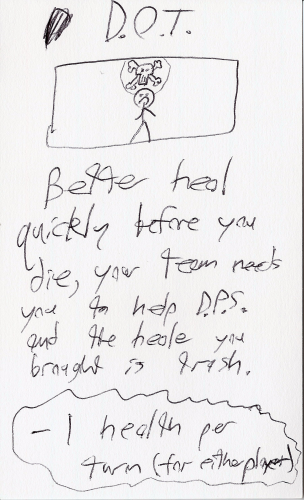 D.O.T.
Better heal
quickly before you
die, your team needs
you to help D.P.S.
and the heale you
brought is trash.
-1 health per
turn (for either player)